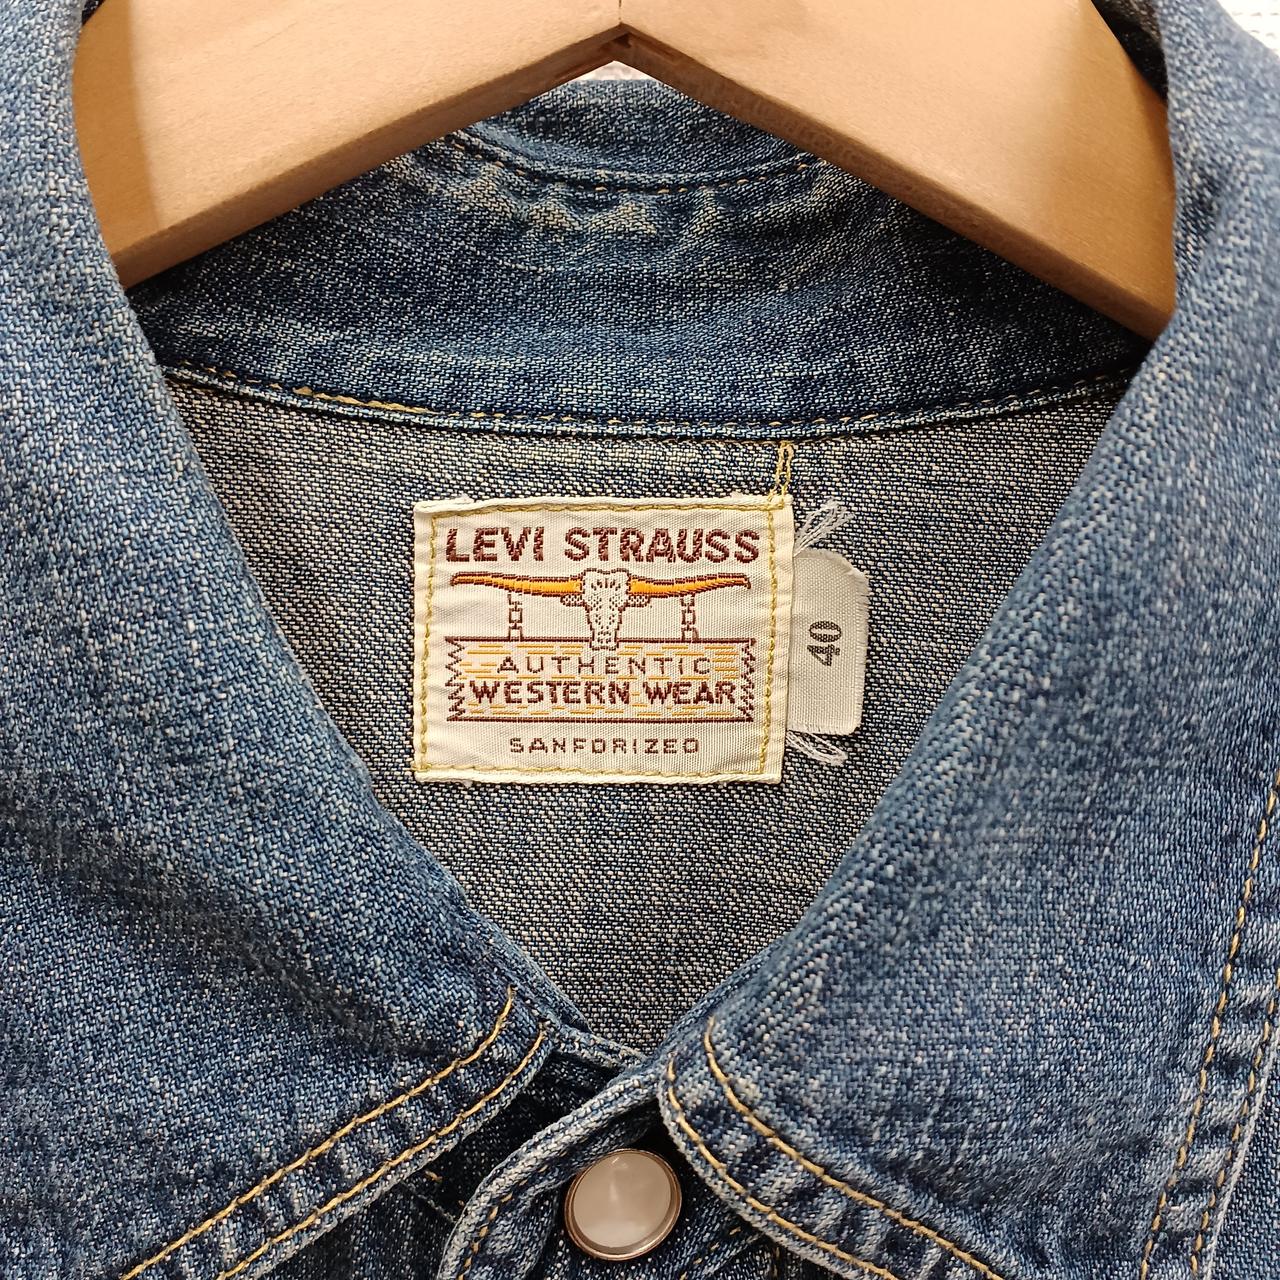 LEVI STRAUSS
AUTHENTIC
WESTERN WEAR
SANFORIZED
40